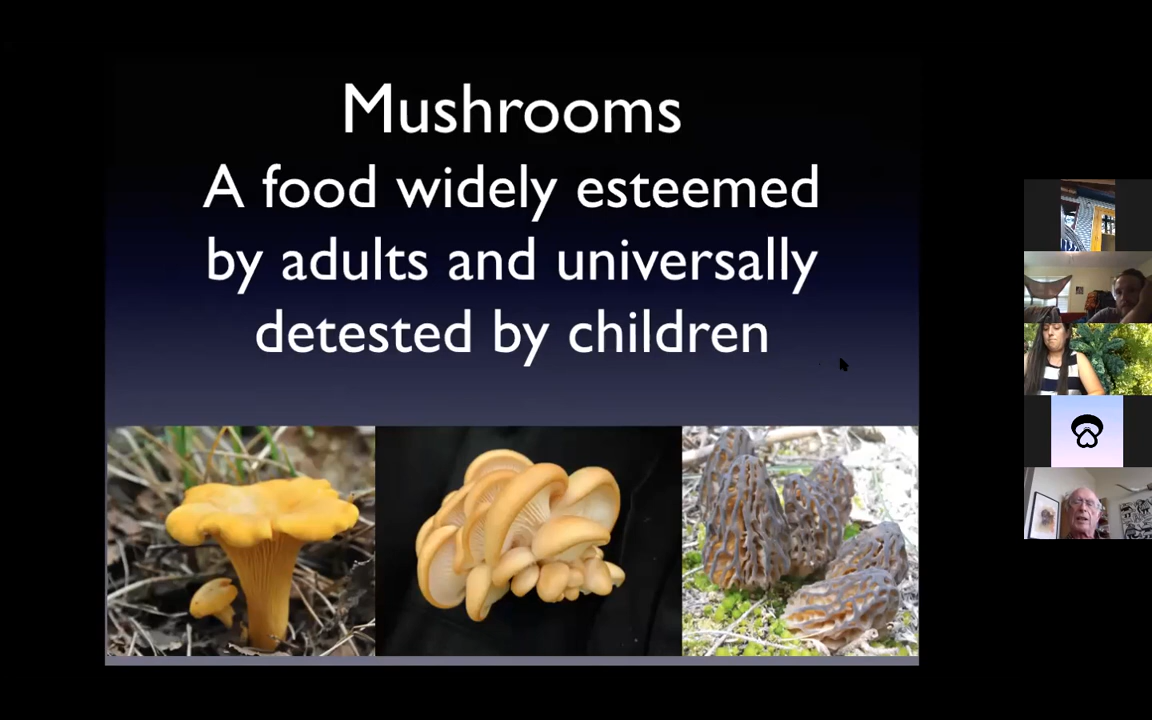 Mushrooms
A food widely esteemed
by adults and universally
detested by children